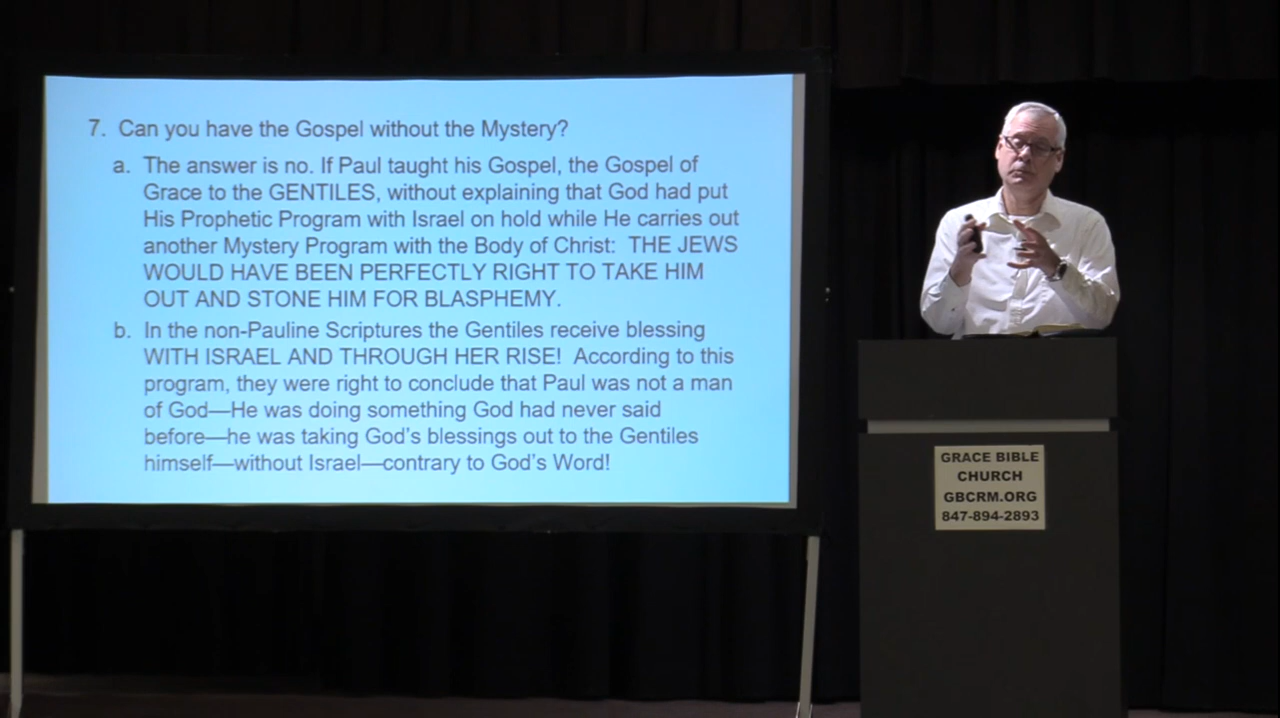 7. Can you have the Gospel without the Mystery?
a. The answer is no. If Paul taught his Gospel, the Gospel of
Grace to the GENTILES, without explaining that God had put
His Prophetic Program with Israel on hold while He carries out
another Mystery Program with the Body of Christ: THE JEWS
WOULD HAVE BEEN PERFECTLY RIGHT TO TAKE HIM
OUT AND STONE HIM FOR BLASPHEMY.
b. In the non-Pauline Scriptures the Gentiles receive blessing
WITH ISRAEL AND THROUGH HER RISE! According to this
program, they were right to conclude that Paul was not a man
of God—He was doing something God had never said
before—he was taking God's blessings out to the Gentiles
himself—without Israel—contrary to God's Word!
GRACE BIBLE
CHURCH
GBCRM.ORG
847-894-2893